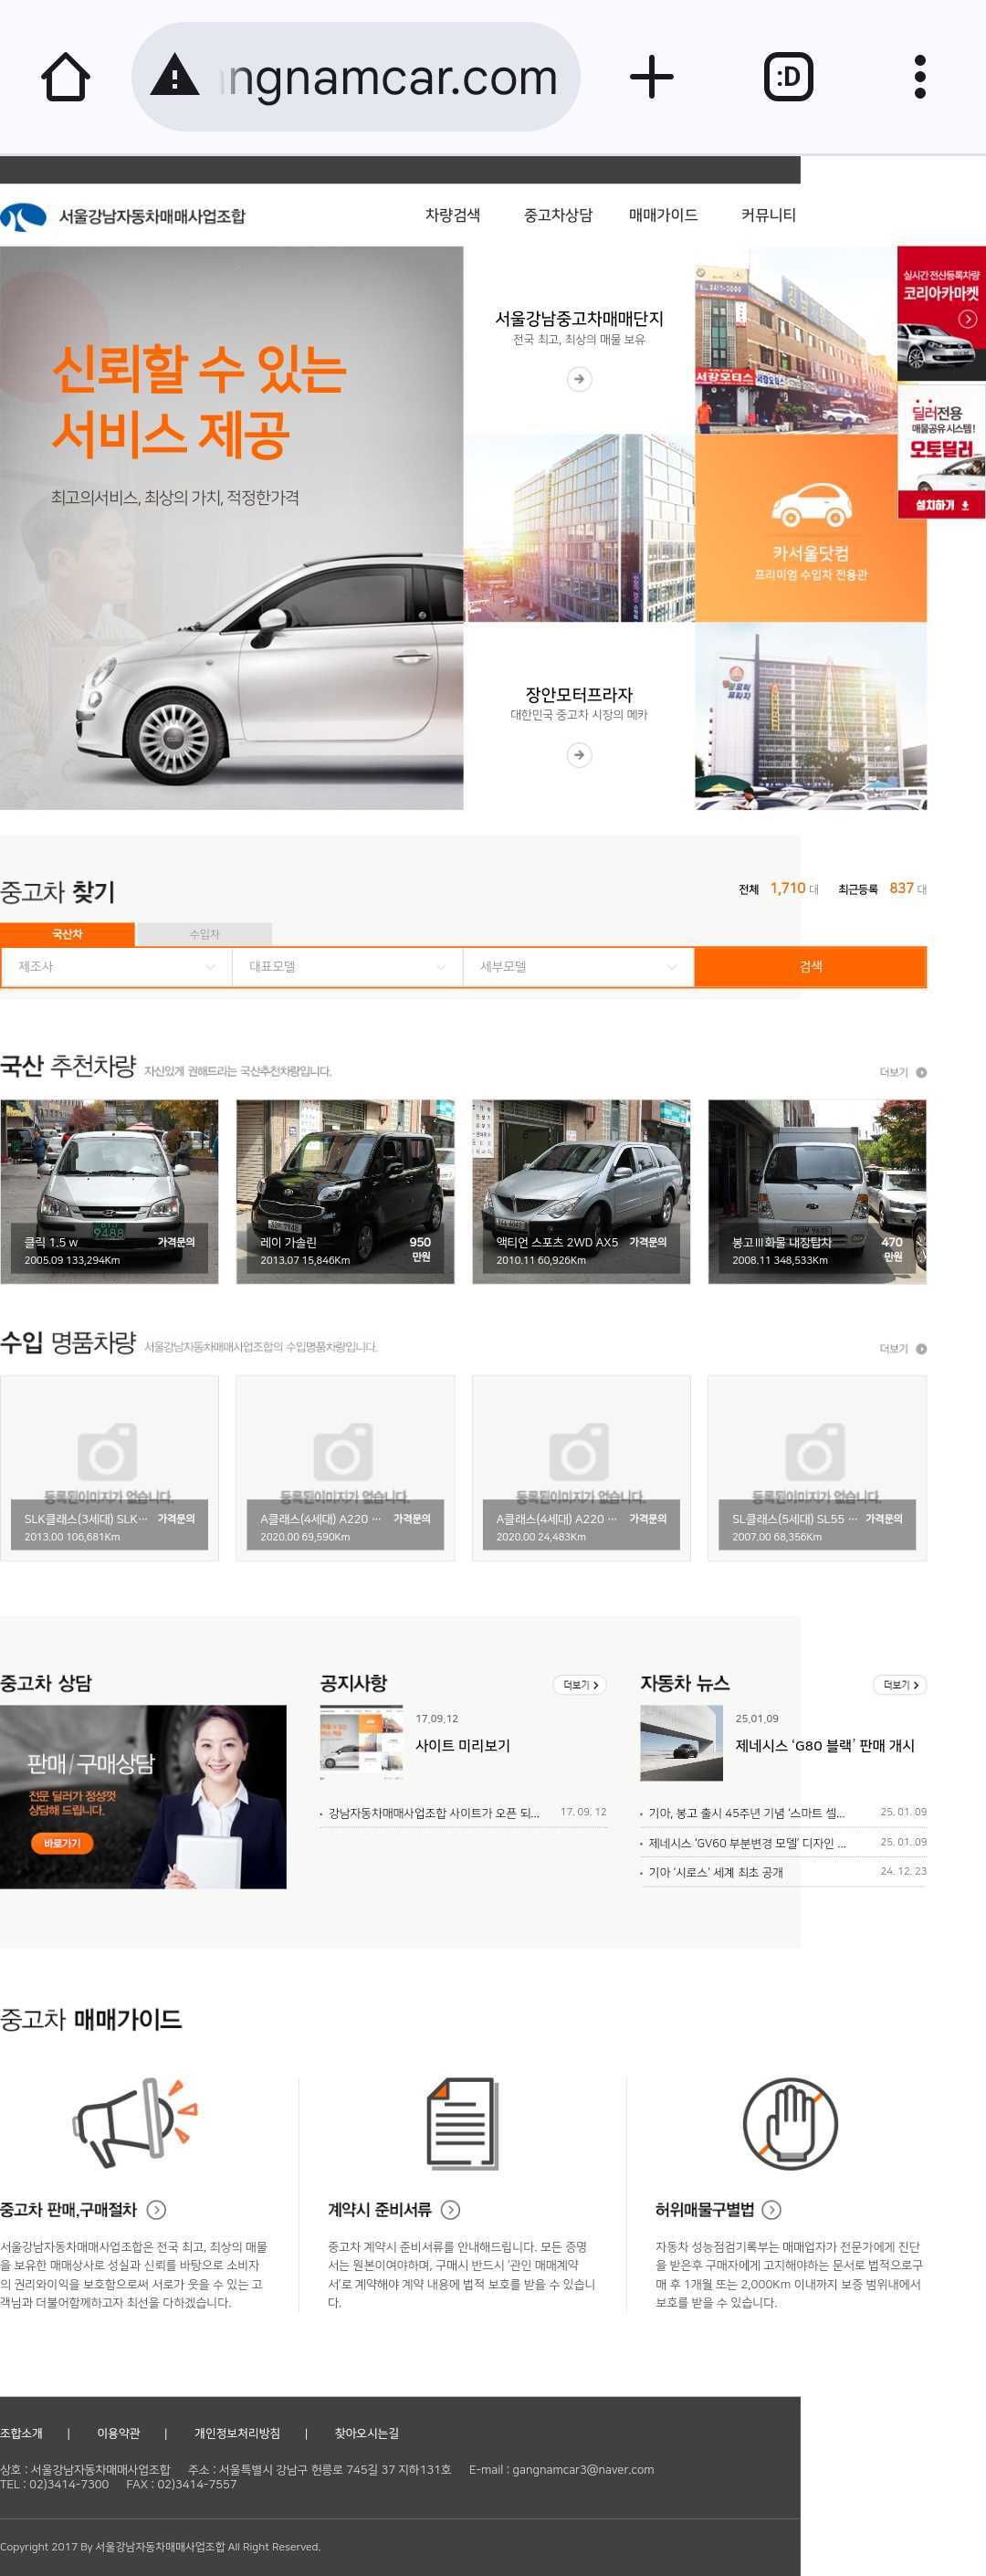 ngnamcar.com
:D
서울강남자동차매매사업조합
차량검색 중고차상담 매매가이드 커뮤니티
신뢰할 수 있는
서비스 제공
최고의서비스, 최상의 가치, 적정한가격
서울강남중고차매매단지
전국 최고, 최상의 매물 보유
서강모터스
카서울닷컴
프리미엄 수입차 전용관
장안모터프라자
대한민국 중고차 시장의 메카
실시간 전산등록차량
코리아카마켓
딜러전용
매물공유 시스템!
오토딜러
설치하기
중고차 찾기
전체 1,710 대 최근등록 837 대
국산차 수입차
제조사 대표모델 세부모델 검색
국산 추천차량 자신있게 권해드리는 국산추천차량입니다. 더보기
클릭 1.5 w 가격문의
2005.09 133,294Km
레이 가솔린 950
2013.07 15,846Km 만원
액티언 스포츠 2WD AX5 가격문의
2010.11 60,926Km
봉고Ⅲ화물 내장탑차 470
2008.11 348,533Km 만원
수입 명품차량 서울강남자동차매매사업조합의 수입명품차량입니다. 더보기
등록된이미지가 없습니다.
SLK클래스(3세대) SLK… 가격문의
2013.00 106,681Km
등록된이미지가 없습니다.
A클래스(4세대) A220 … 가격문의
2020.00 69,590Km
등록된이미지가 없습니다.
A클래스(4세대) A220 … 가격문의
2020.00 24,483Km
등록된이미지가 없습니다.
SL클래스(5세대) SL55 … 가격문의
2007.00 68,356Km
중고차 상담
판매/구매상담
전문 딜러가 정성껏
상담해 드립니다.
바로가기
공지사항 더보기
17.09.12
사이트 미리보기
강남자동차매매사업조합 사이트가 오픈 되... 17. 09. 12
자동차 뉴스 더보기
25.01.09
제네시스 ‘G80 블랙’ 판매 개시
기아, 봉고 출시 45주년 기념 ‘스마트 셀... 25. 01. 09
제네시스 ‘GV60 부분변경 모델’ 디자인 ... 25. 01. 09
기아 ‘시로스’ 세계 최초 공개 24. 12. 23
중고차 매매가이드
중고차 판매,구매절차
서울강남자동차매매사업조합은 전국 최고, 최상의 매물
을 보유한 매매상사로 성실과 신뢰를 바탕으로 소비자
의 권리와이익을 보호함으로써 서로가 웃을 수 있는 고
객님과 더불어함께하고자 최선을 다하겠습니다.
계약시 준비서류
중고차 계약시 준비서류를 안내해드립니다. 모든 증명
서는 원본이여야하며, 구매시 반드시 ‘관인 매매계약
서’로 계약해야 계약 내용에 법적 보호를 받을 수 있습니
다.
허위매물구별법
자동차 성능점검기록부는 매매업자가 전문가에게 진단
을 받은후 구매자에게 고지해야하는 문서로 법적으로구
매 후 1개월 또는 2,000Km 이내까지 보증 범위내에서
보호를 받을 수 있습니다.
조합소개 | 이용약관 | 개인정보처리방침 | 찾아오시는길
상호 : 서울강남자동차매매사업조합 주소 : 서울특별시 강남구 헌릉로 745길 37 지하131호 E-mail : gangnamcar3@naver.com
TEL : 02)3414-7300 FAX : 02)3414-7557
Copyright 2017 By 서울강남자동차매매사업조합 All Right Reserved.